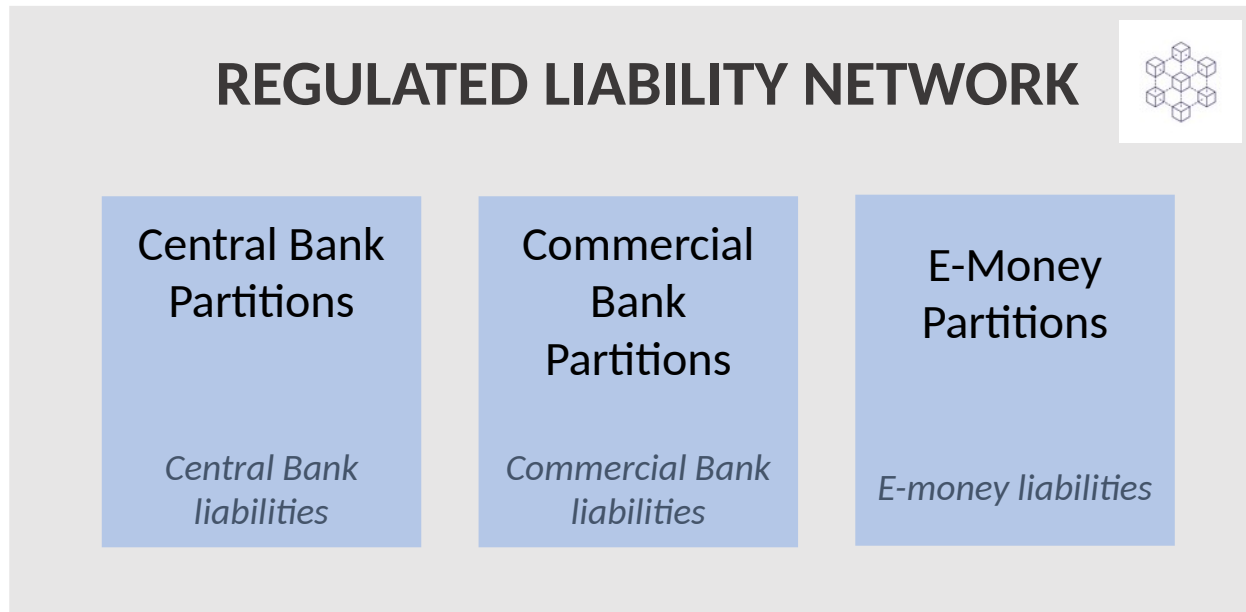 REGULATED LIABILITY NETWORK
Central Bank
Partitions
Central Bank
liabilities
Commercial
Bank
Partitions
Commercial Bank
liabilities
E-Money
Partitions
E-money liabilities